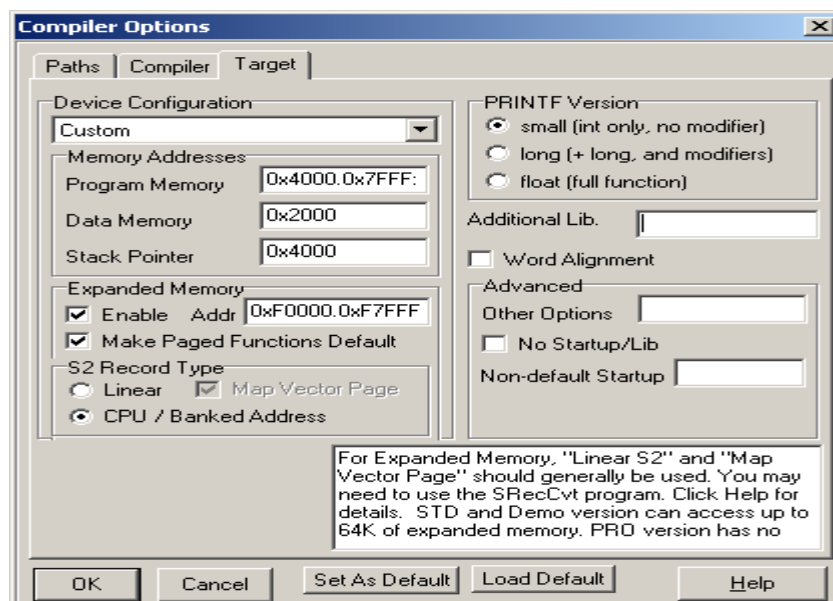 Compiler Options
Paths Compiler Target
Device Configuration
Custom
Memory Addresses
Program Memory 0x4000.0x7FFF:
Data Memory 0x2000
Stack Pointer 0x4000
Expanded Memory
Enable Addr 0xF0000.0xF7FFF
Make Paged Functions Default
S2 Record Type
Linear Map Vector Page
CPU / Banked Address
PRINTF Version
small (int only, no modifier)
long (+ long, and modifiers)
float (full function)
Additional Lib.
Word Alignment
Advanced
Other Options
No Startup/Lib
Non-default Startup
For Expanded Memory, "Linear S2" and "Map
Vector Page" should generally be used. You may
need to use the SRecCvt program. Click Help for
details. STD and Demo version can access up to
64K of expanded memory. PRO version has no
OK Cancel Set As Default Load Default Help